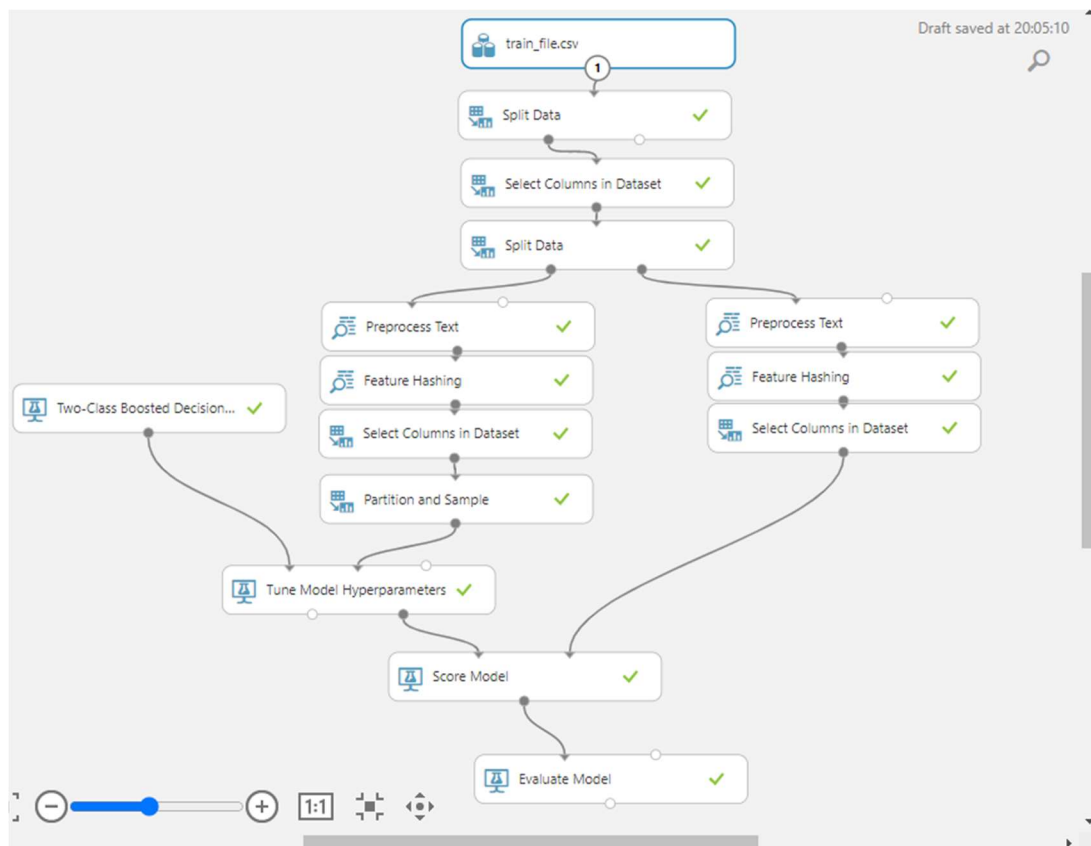 Draft saved at 20:05:10
train_file.csv
1
Split Data
Select Columns in Dataset
Split Data
Preprocess Text
Preprocess Text
Feature Hashing
Feature Hashing
Two-Class Boosted Decision...
Select Columns in Dataset
Select Columns in Dataset
Partition and Sample
Tune Model Hyperparameters
Score Model
Evaluate Model
1:1